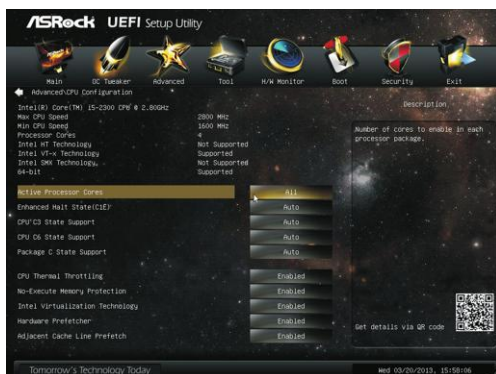 ASRock UEFI Setup Utility
Main OC Tweaker Advanced Tool H/W Monitor Boot Security Exit
Advanced\CPU Configuration
Description
Intel(R) Core(TM) i5-2300 CPU @ 2.80GHz
Max CPU Speed 2800 MHz
Min CPU Speed 1600 MHz
Processor Cores 4
Intel HT Technology Not Supported
Intel VT-x Technology Supported
Intel SMX Technology Not Supported
64-bit Supported
Number of cores to enable in each
processor package.
Active Processor Cores All
Enhanced Halt State(C1E) Auto
CPU C3 State Support Auto
CPU C6 State Support Auto
Package C State Support Auto
CPU Thermal Throttling Enabled
No-Execute Memory Protection Enabled
Intel Virtualization Technology Enabled
Hardware Prefetcher Enabled
Adjacent Cache Line Prefetch Enabled
Get details via QR code
Tomorrow's Technology Today
Wed 03/20/2013, 15:58:06